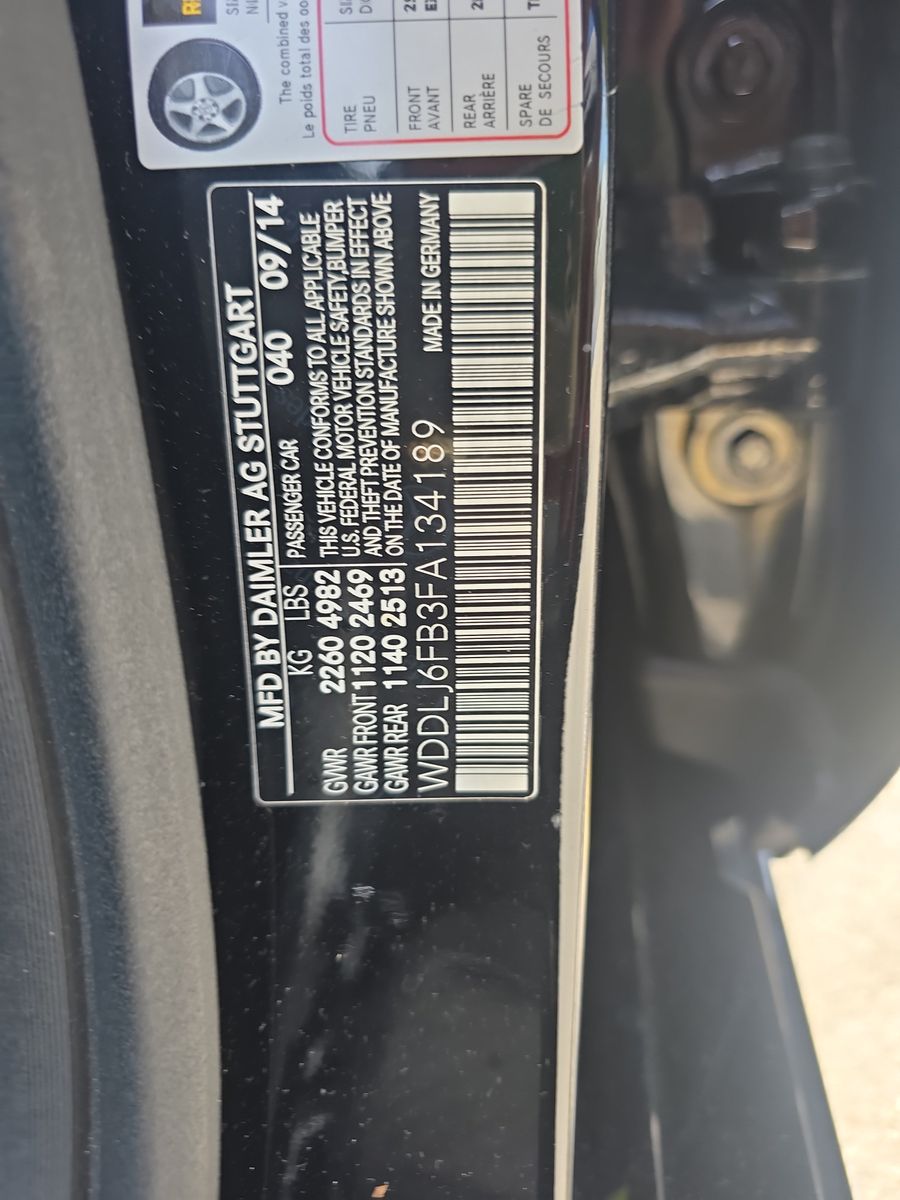 MFD BY DAIMLER AG STUTTGART
KG LBS PASSENGER CAR 040 09/14
GVWR 2260 4982 THIS VEHICLE CONFORMS TO ALL APPLICABLE
GAWR FRONT 1120 2469 U.S. FEDERAL MOTOR VEHICLE SAFETY, BUMPER
GAWR REAR 1140 2513 AND THEFT PREVENTION STANDARDS IN EFFECT
ON THE DATE OF MANUFACTURE SHOWN ABOVE
WDDLJ6FB3FA134189 MADE IN GERMANY
The combined
Le poids total des
TIRE
PNEU
FRONT
AVANT
REAR
ARRIÈRE
SPARE
DE SECOURS